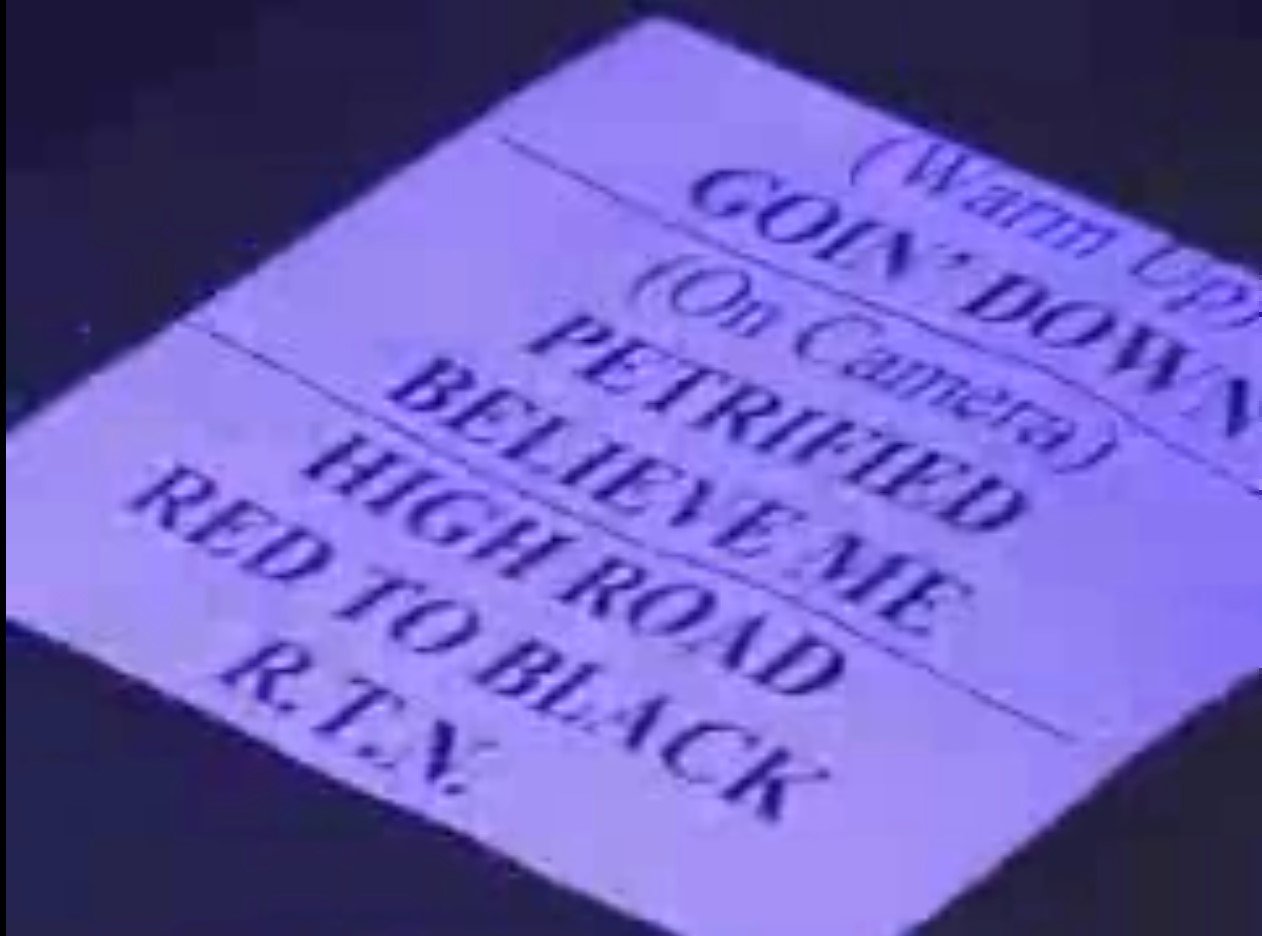 (Warm Up)
GOIN' DOWN
(On Camera)
PETRIFIED
BELIEVE ME
HIGH ROAD
RED TO BLACK
R.T.N.